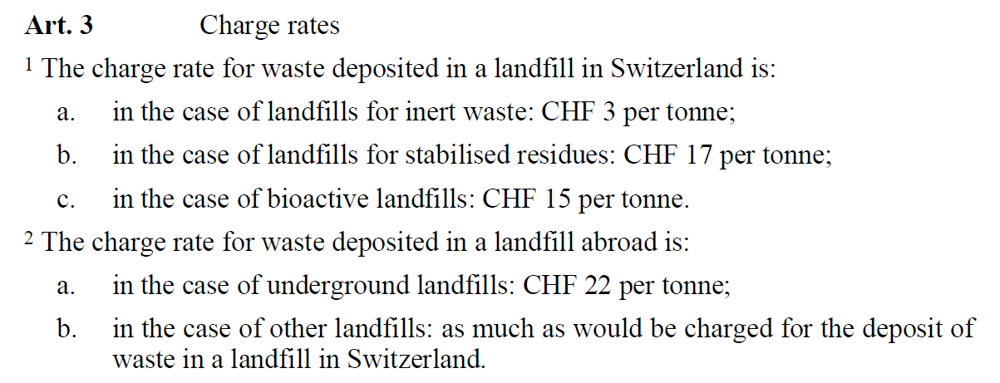 Art. 3 Charge rates
1 The charge rate for waste deposited in a landfill in Switzerland is:
a. in the case of landfills for inert waste: CHF 3 per tonne;
b. in the case of landfills for stabilised residues: CHF 17 per tonne;
c. in the case of bioactive landfills: CHF 15 per tonne.
2 The charge rate for waste deposited in a landfill abroad is:
a. in the case of underground landfills: CHF 22 per tonne;
b. in the case of other landfills: as much as would be charged for the deposit of
waste in a landfill in Switzerland.